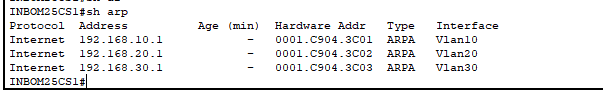 INBOM25CS1#sh arp
Protocol Address Age (min) Hardware Addr Type Interface
Internet 192.168.10.1 - 0001.C904.3C01 ARPA Vlan10
Internet 192.168.20.1 - 0001.C904.3C02 ARPA Vlan20
Internet 192.168.30.1 - 0001.C904.3C03 ARPA Vlan30
INBOM25CS1#